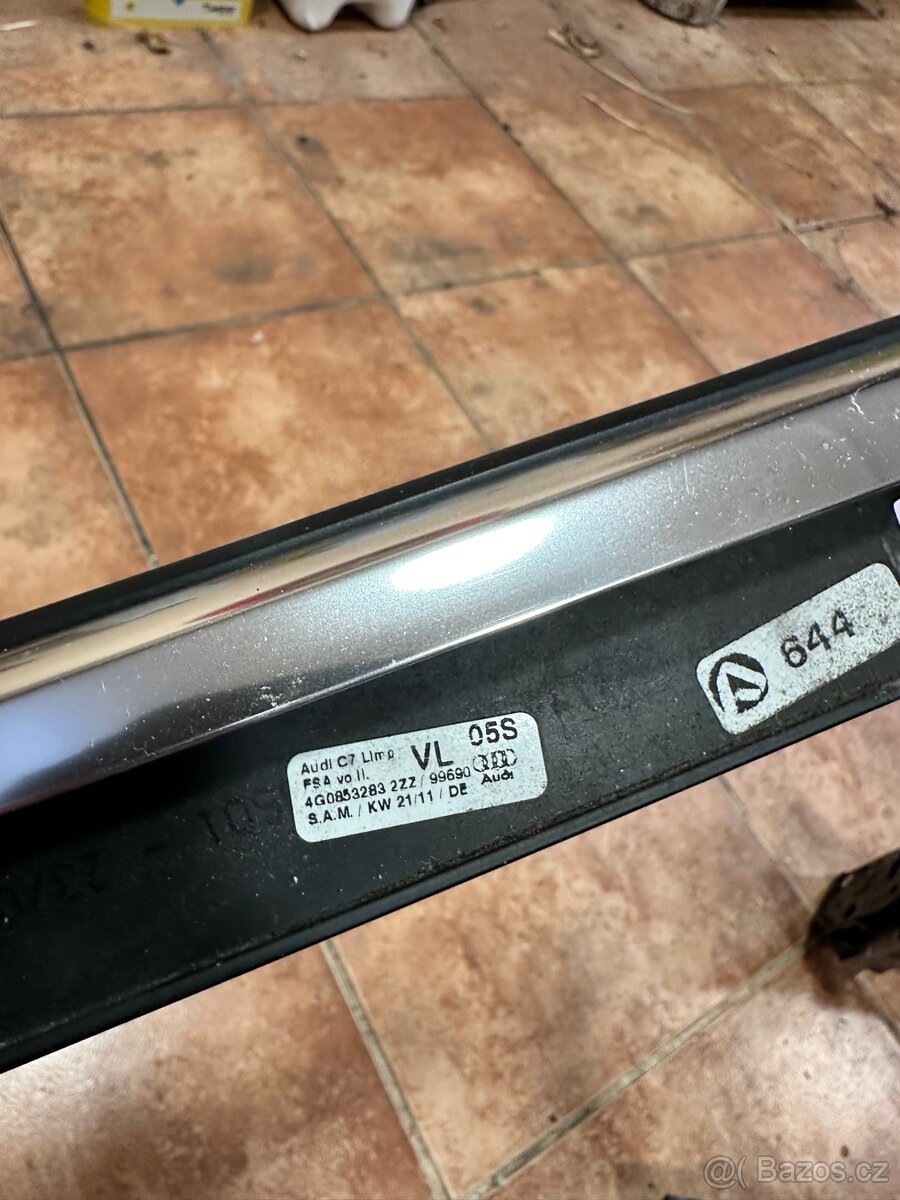 644
Audi C7 Limo VL 05S
FSA vo li.
4G0853283 2ZZ / 99690
Audi
S.A.M. / KW 21/11 / DE
@( Bazos.cz